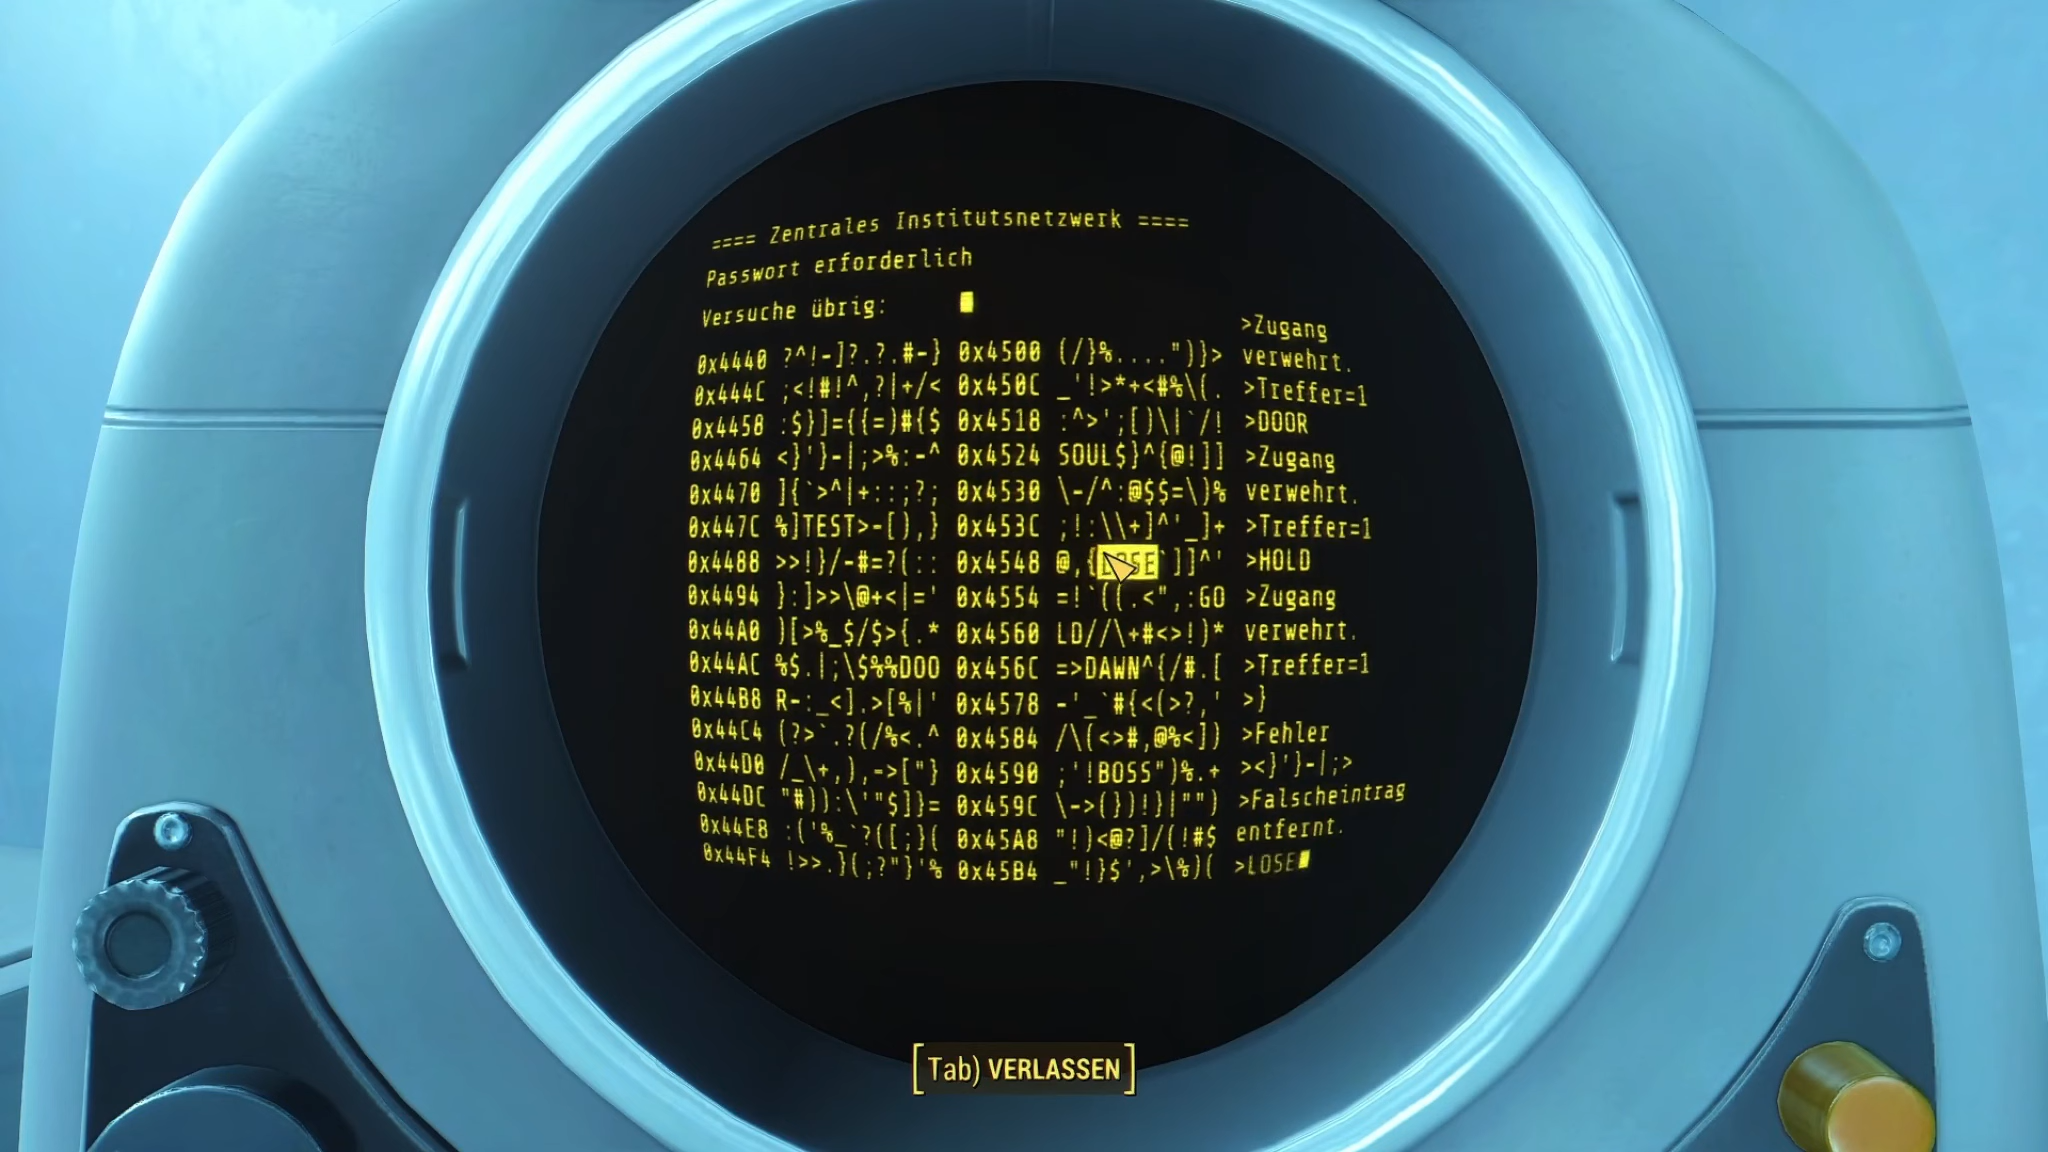 ==== Zentrales Institutsnetzwerk ====
Passwort erforderlich
Versuche übrig: █
0x4440 ?^!-]?.?.#-} 0x4500 (/}%....")}> >Zugang
0x444C ;<!#!^,?|+/< 0x450C _'!>*+<#%\(. verwehrt.
0x4458 :$}]={(=)#{$ 0x4518 :^>';[)\|`/! >Treffer=1
0x4464 <}'}-|;>%:-^ 0x4524 SOUL$}^{@!]] >DOOR
0x4470 ]{`>^|+::;?; 0x4530 \-/^:@$$=\)% >Zugang
0x447C %]TEST>-[),} 0x453C ;!:\\+]^'_]+ verwehrt.
0x4488 >>!}/-#=?(:: 0x4548 @,{LOSE`]]^' >Treffer=1
0x4494 }:]>>\@+<|=' 0x4554 =!`((.<",:GO >HOLD
0x44A0 )[>%_$/$>{.* 0x4560 LD//\+#<>!)* >Zugang
0x44AC %$.|;\$%%DOO 0x456C =>DAWN^{/#.[ verwehrt.
0x44B8 R-:_<].>[%|' 0x4578 -'_`#{<(>?,' >Treffer=1
0x44C4 (?>`.?(/%<.^ 0x4584 /\(<>#,@%<]) >}
0x44D0 /_\+,),->["} 0x4590 ;'!BOSS")%.+ >Fehler
0x44DC "#)):\'"$]}= 0x459C \->(})!}|"") ><}'}-|;>
0x44E8 :('%_`?([;}( 0x45A8 "!)<@?]/(!#$ >Falscheintrag
0x44F4 !>>.}(;?"}'% 0x45B4 _"!}$',>\%)( entfernt.
>LOSE█
[Tab) VERLASSEN]